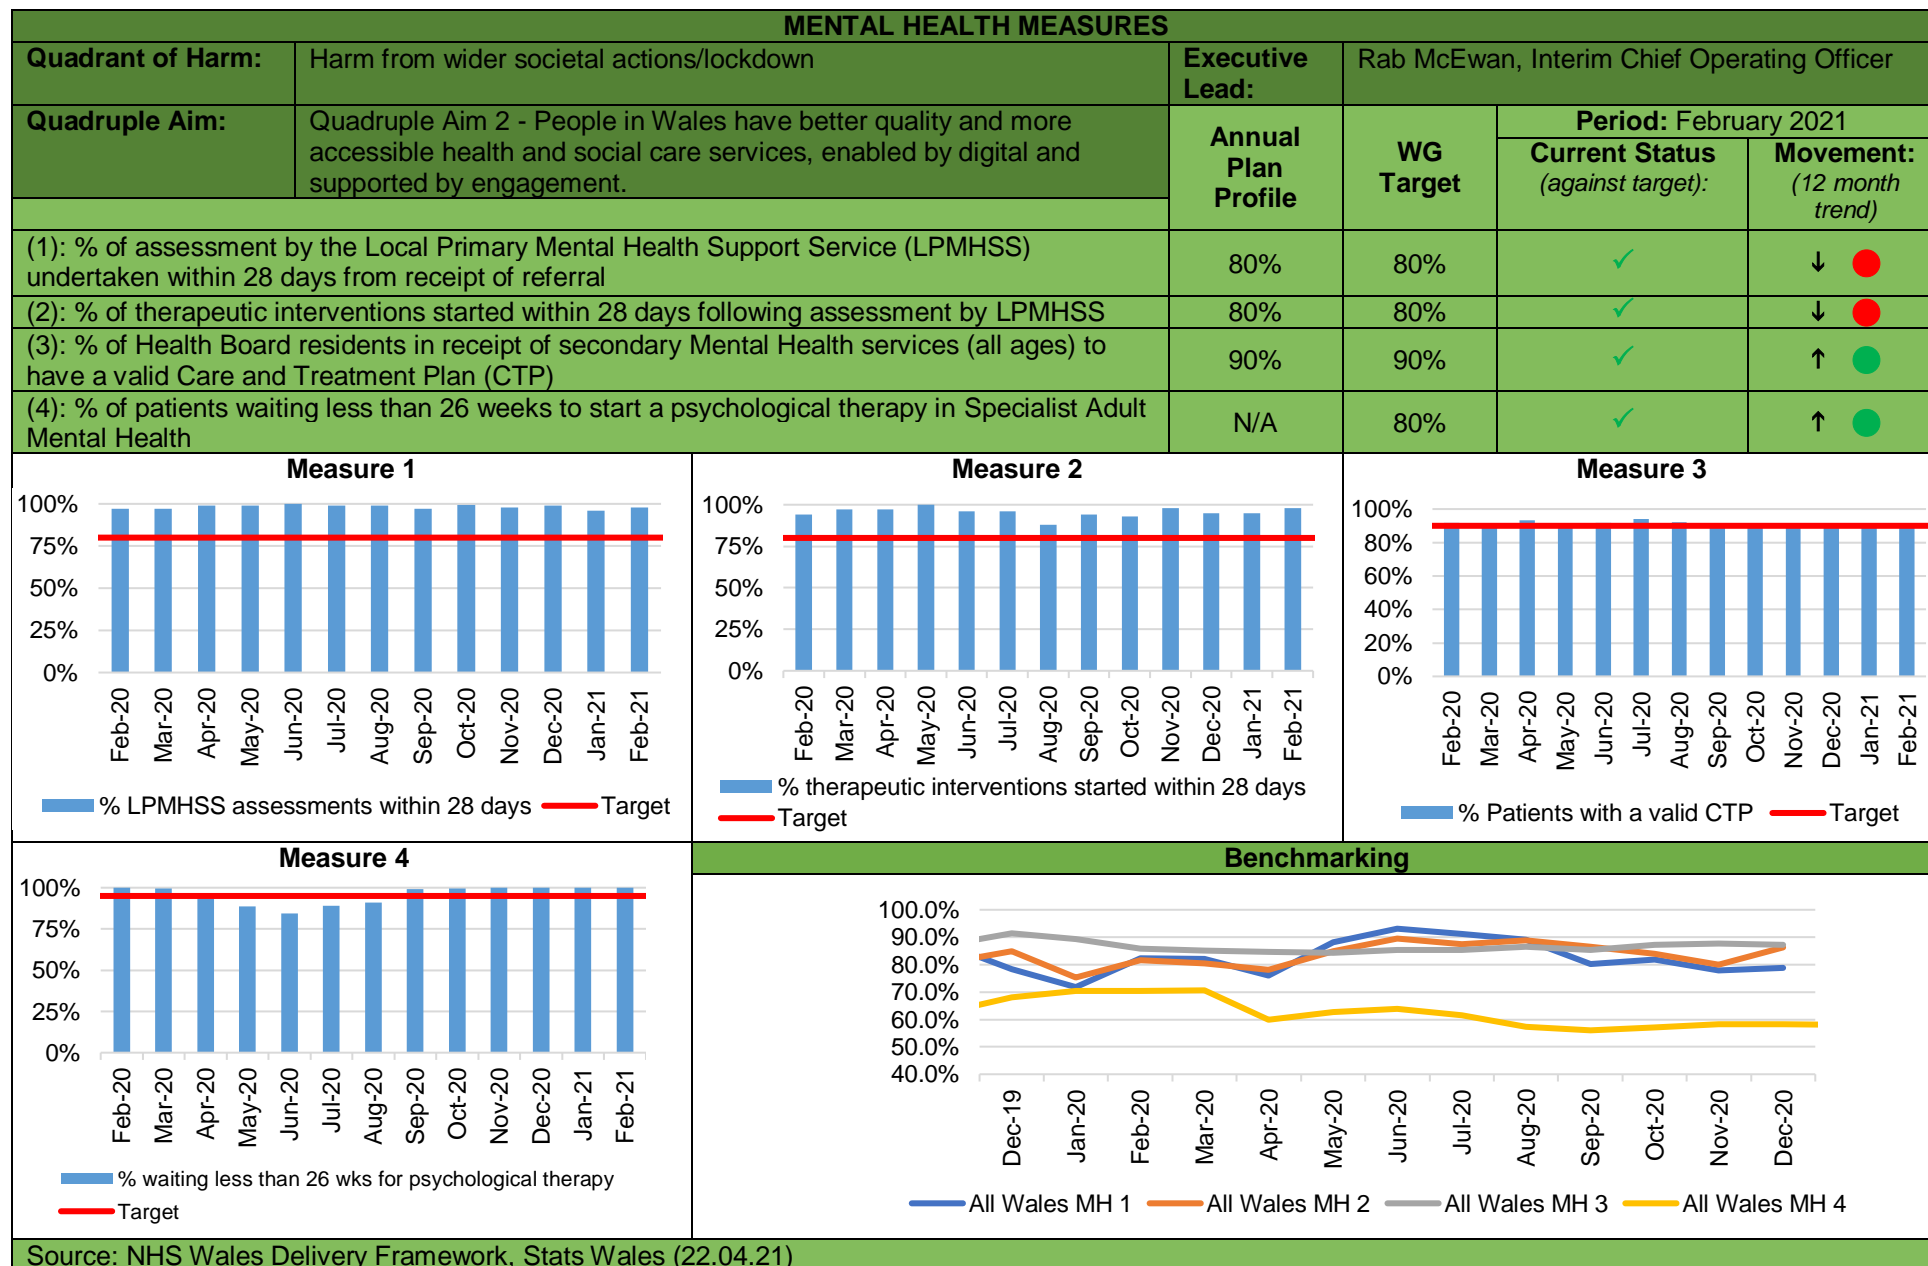 MENTAL HEALTH MEASURES
Quadrant of Harm:
Harm from wider societal actions/lockdown
Executive
Lead:
Rab McEwan, Interim Chief Operating Officer
Quadruple Aim:
Quadruple Aim 2 - People in Wales have better quality and more
accessible health and social care services, enabled by digital and
supported by engagement.
Annual
Plan
Profile
WG
Target
Period: February 2021
Current Status
(against target):
Movement:
(12 month
trend)
(1): % of assessment by the Local Primary Mental Health Support Service (LPMHSS)
undertaken within 28 days from receipt of referral
80%
80%
✓
↓
(2): % of therapeutic interventions started within 28 days following assessment by LPMHSS
80%
80%
✓
↓
(3): % of Health Board residents in receipt of secondary Mental Health services (all ages) to
have a valid Care and Treatment Plan (CTP)
90%
90%
✓
↑
(4): % of patients waiting less than 26 weeks to start a psychological therapy in Specialist Adult
Mental Health
N/A
80%
✓
↑
Measure 1
100%
75%
50%
25%
0%
Feb-20
Mar-20
Apr-20
May-20
Jun-20
Jul-20
Aug-20
Sep-20
Oct-20
Nov-20
Dec-20
Jan-21
Feb-21
% LPMHSS assessments within 28 days
Target
Measure 2
100%
75%
50%
25%
0%
Feb-20
Mar-20
Apr-20
May-20
Jun-20
Jul-20
Aug-20
Sep-20
Oct-20
Nov-20
Dec-20
Jan-21
Feb-21
% therapeutic interventions started within 28 days
Target
Measure 3
100%
80%
60%
40%
20%
0%
Feb-20
Mar-20
Apr-20
May-20
Jun-20
Jul-20
Aug-20
Sep-20
Oct-20
Nov-20
Dec-20
Jan-21
Feb-21
% Patients with a valid CTP
Target
Measure 4
100%
75%
50%
25%
0%
Feb-20
Mar-20
Apr-20
May-20
Jun-20
Jul-20
Aug-20
Sep-20
Oct-20
Nov-20
Dec-20
Jan-21
Feb-21
% waiting less than 26 wks for psychological therapy
Target
Benchmarking
100.0%
90.0%
80.0%
70.0%
60.0%
50.0%
40.0%
Dec-19
Jan-20
Feb-20
Mar-20
Apr-20
May-20
Jun-20
Jul-20
Aug-20
Sep-20
Oct-20
Nov-20
Dec-20
All Wales MH 1
All Wales MH 2
All Wales MH 3
All Wales MH 4
Source: NHS Wales Delivery Framework, Stats Wales (22.04.21)